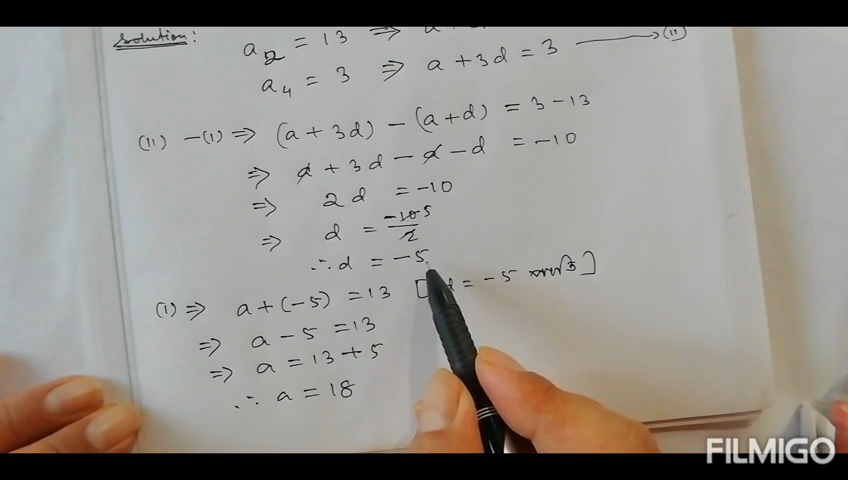 Solution:
a₂ = 13 ⇒
a₄ = 3 ⇒ a + 3d = 3 ⟶ (ii)
(ii) - (i) ⇒ (a + 3d) - (a + d) = 3 - 13
⇒ a + 3d - a - d = -10
⇒ 2d = -10
⇒ d = -10 5 / 2
∴ d = -5
(i) ⇒ a + (-5) = 13 [d = -5 ]
⇒ a - 5 = 13
⇒ a = 13 + 5
∴ a = 18
FILMIGO